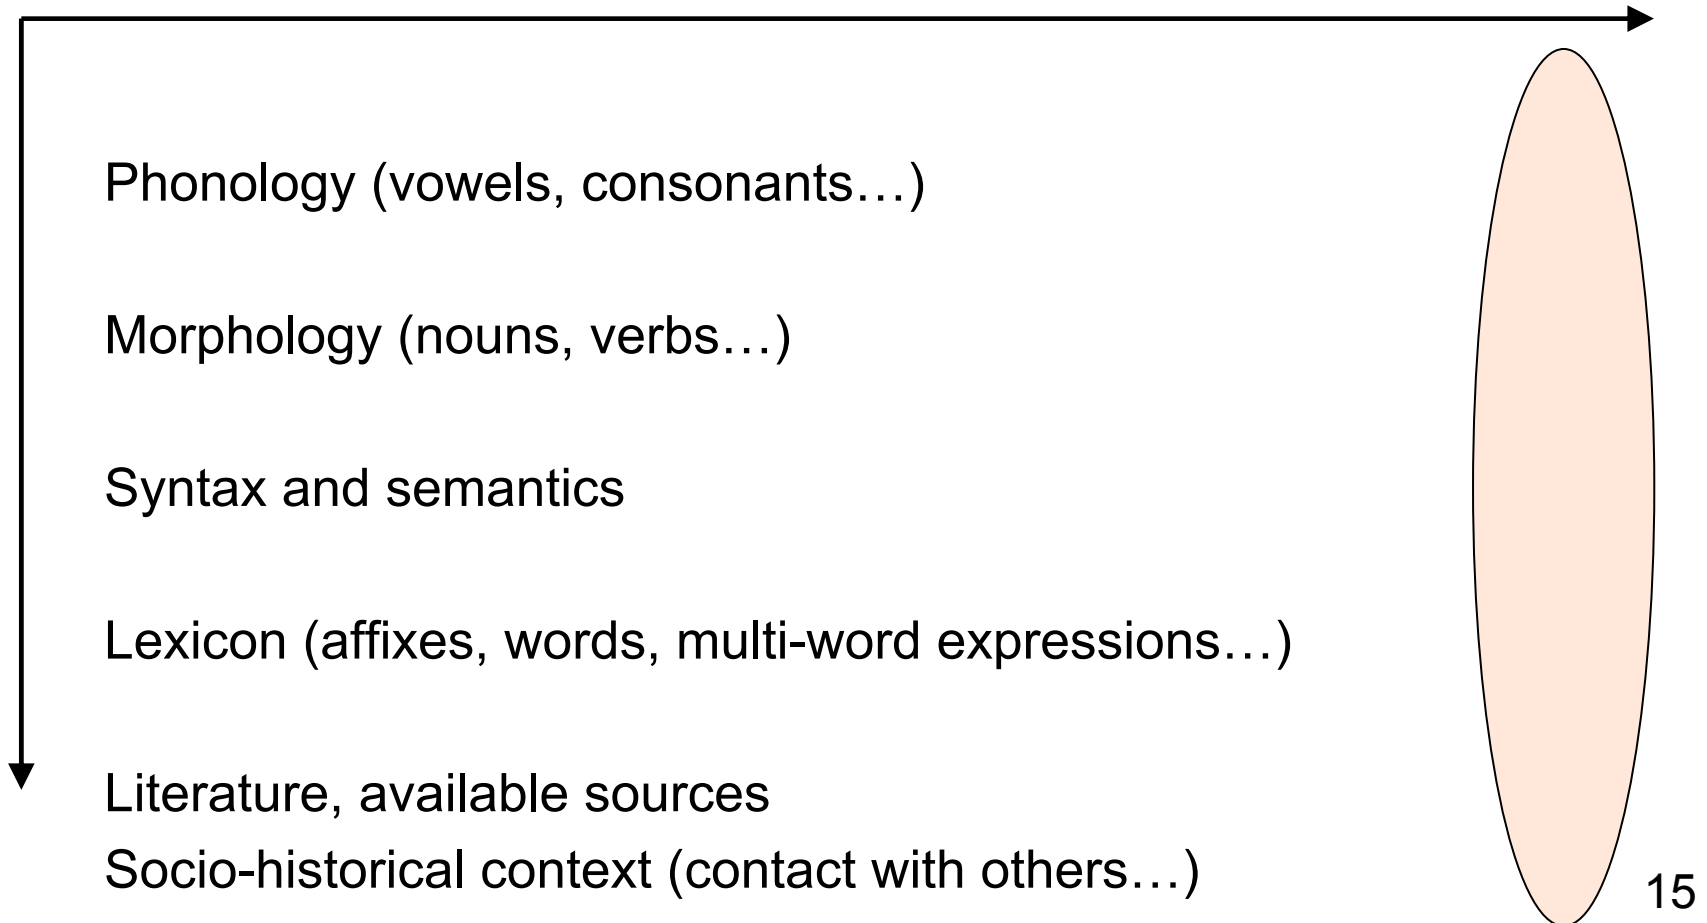 Phonology (vowels, consonants…)
Morphology (nouns, verbs…)
Syntax and semantics
Lexicon (affixes, words, multi-word expressions…)
Literature, available sources
Socio-historical context (contact with others…)
15